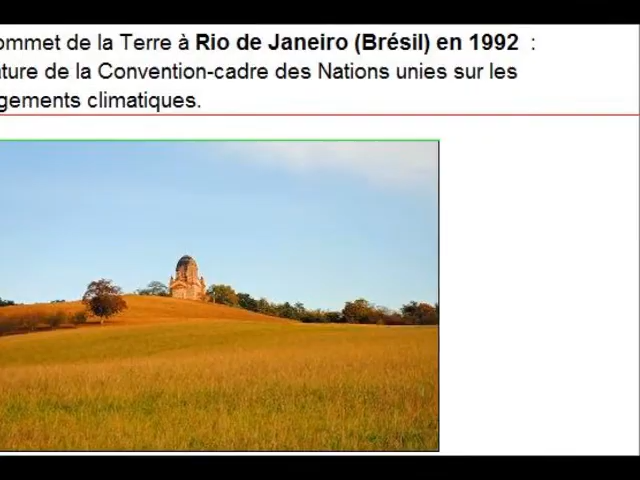 ommet de la Terre à Rio de Janeiro (Brésil) en 1992 :
ture de la Convention-cadre des Nations unies sur les
gements climatiques.